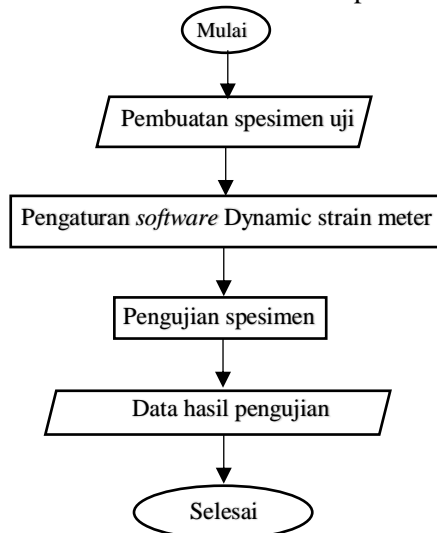 Mulai
Pembuatan spesimen uji
Pengaturan software Dynamic strain meter
Pengujian spesimen
Data hasil pengujian
Selesai